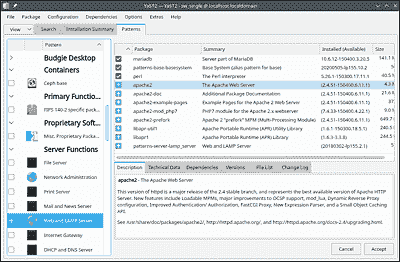 YaST2 — YaST2 - sw_single @ localhost.localdomain
File Package Configuration Dependencies Options Extras Help
View Search Installation Summary Patterns
Pattern
Budgie Desktop
Containers
Ceph base
Primary Functio
FIPS 140-2 specific pack
Proprietary Soft
Misc. Proprietary Packa
Server Functions
File Server
Network Administration
Print Server
Mail and News Server
Web and LAMP Server
Internet Gateway
DHCP and DNS Server
Package Summary Installed (Available) Size
mariadb Server part of MariaDB
patterns-base-basesystem Base System (alias pattern for base)
perl The Perl interpreter
apache2 The Apache Web Server
apache2-doc Additional Package Documentation
apache2-example-pages Example Pages for the Apache 2 Web Server
apache2-mod_php7 PHP7 module for the Apache 2.x webserver
apache2-prefork Apache 2 "prefork" MPM (Multi-Processing Module)
libapr-util1 Apache Portable Runtime (APR) Utility Library
libapr1 Apache Portable Runtime (APR) Library
patterns-server-lamp_server Web and LAMP Server
Description Technical Data Dependencies Versions File List Change Log
apache2 - The Apache Web Server
This version of httpd is a major release of the 2.4 stable branch, and represents the best available version of Apache HTTP
Server. New features include Loadable MPMs, major improvements to OCSP support, mod_lua, Dynamic Reverse Proxy
configuration, Improved Authentication/ Authorization, FastCGI Proxy, New Expression Parser, and a Small Object Caching
API.
See /usr/share/doc/packages/apache2/, http://httpd.apache.org/, and http://httpd.apache.org/docs-2.4/upgrading.html.
Cancel Accept